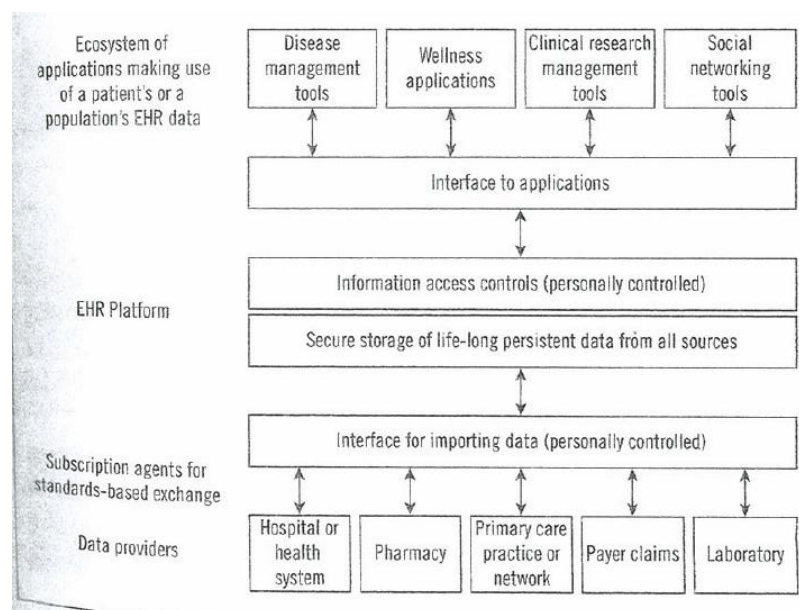 Ecosystem of
applications making use
of a patient's or a
population's EHR data
Disease
management
tools
Wellness
applications
Clinical research
management
tools
Social
networking
tools
Interface to applications
EHR Platform
Information access controls (personally controlled)
Secure storage of life-long persistent data from all sources
Interface for importing data (personally controlled)
Subscription agents for
standards-based exchange
Data providers
Hospital or
health
system
Pharmacy
Primary care
practice or
network
Payer claims
Laboratory